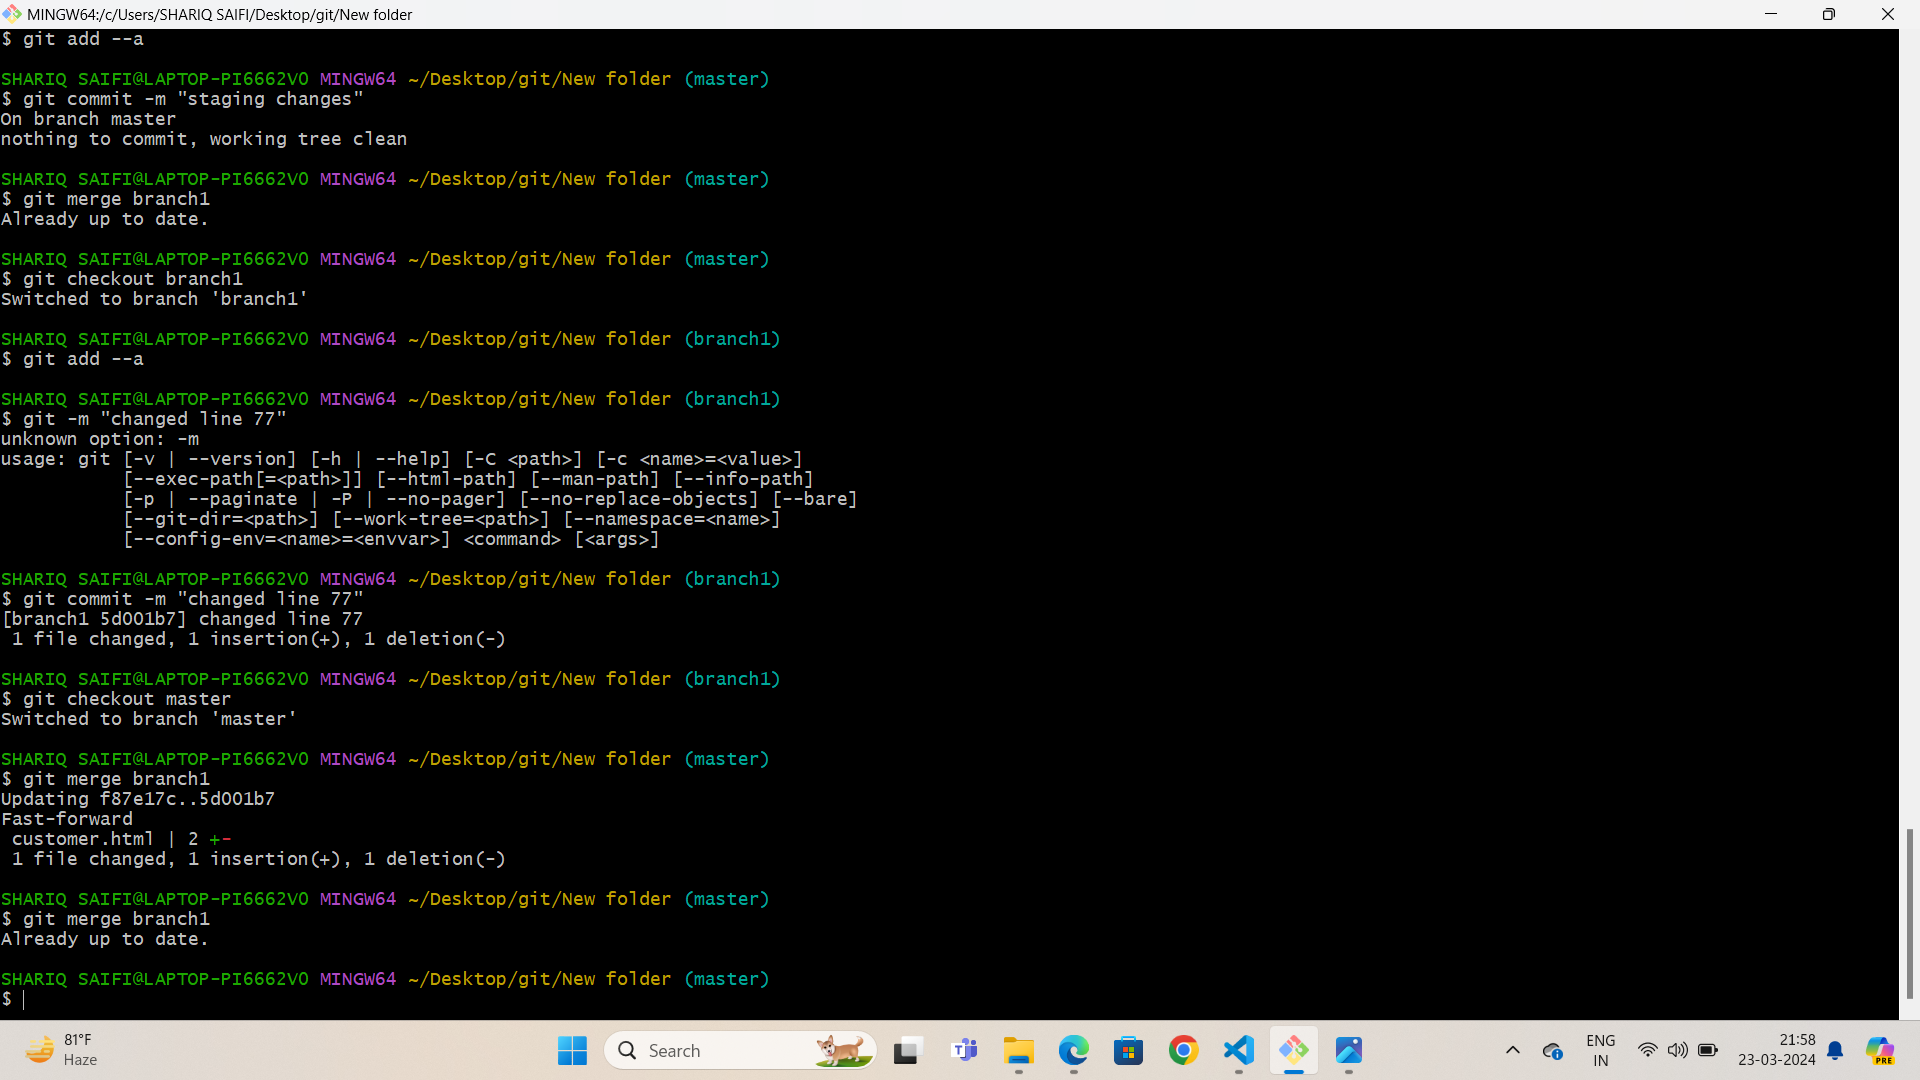 MINGW64:/c/Users/SHARIQ SAIFI/Desktop/git/New folder
$ git add --a
SHARIQ SAIFI@LAPTOP-PI6662VO MINGW64 ~/Desktop/git/New folder (master)
$ git commit -m "staging changes"
On branch master
nothing to commit, working tree clean
SHARIQ SAIFI@LAPTOP-PI6662VO MINGW64 ~/Desktop/git/New folder (master)
$ git merge branch1
Already up to date.
SHARIQ SAIFI@LAPTOP-PI6662VO MINGW64 ~/Desktop/git/New folder (master)
$ git checkout branch1
Switched to branch 'branch1'
SHARIQ SAIFI@LAPTOP-PI6662VO MINGW64 ~/Desktop/git/New folder (branch1)
$ git add --a
SHARIQ SAIFI@LAPTOP-PI6662VO MINGW64 ~/Desktop/git/New folder (branch1)
$ git -m "changed line 77"
unknown option: -m
usage: git [-v | --version] [-h | --help] [-C <path>] [-c <name>=<value>]
[--exec-path[=<path>]] [--html-path] [--man-path] [--info-path]
[-p | --paginate | -P | --no-pager] [--no-replace-objects] [--bare]
[--git-dir=<path>] [--work-tree=<path>] [--namespace=<name>]
[--config-env=<name>=<envvar>] <command> [<args>]
SHARIQ SAIFI@LAPTOP-PI6662VO MINGW64 ~/Desktop/git/New folder (branch1)
$ git commit -m "changed line 77"
[branch1 5d001b7] changed line 77
1 file changed, 1 insertion(+), 1 deletion(-)
SHARIQ SAIFI@LAPTOP-PI6662VO MINGW64 ~/Desktop/git/New folder (branch1)
$ git checkout master
Switched to branch 'master'
SHARIQ SAIFI@LAPTOP-PI6662VO MINGW64 ~/Desktop/git/New folder (master)
$ git merge branch1
Updating f87e17c..5d001b7
Fast-forward
customer.html | 2 +-
1 file changed, 1 insertion(+), 1 deletion(-)
SHARIQ SAIFI@LAPTOP-PI6662VO MINGW64 ~/Desktop/git/New folder (master)
$ git merge branch1
Already up to date.
SHARIQ SAIFI@LAPTOP-PI6662VO MINGW64 ~/Desktop/git/New folder (master)
$
81°F
Haze
Search
ENG
IN
21:58
23-03-2024
PRE